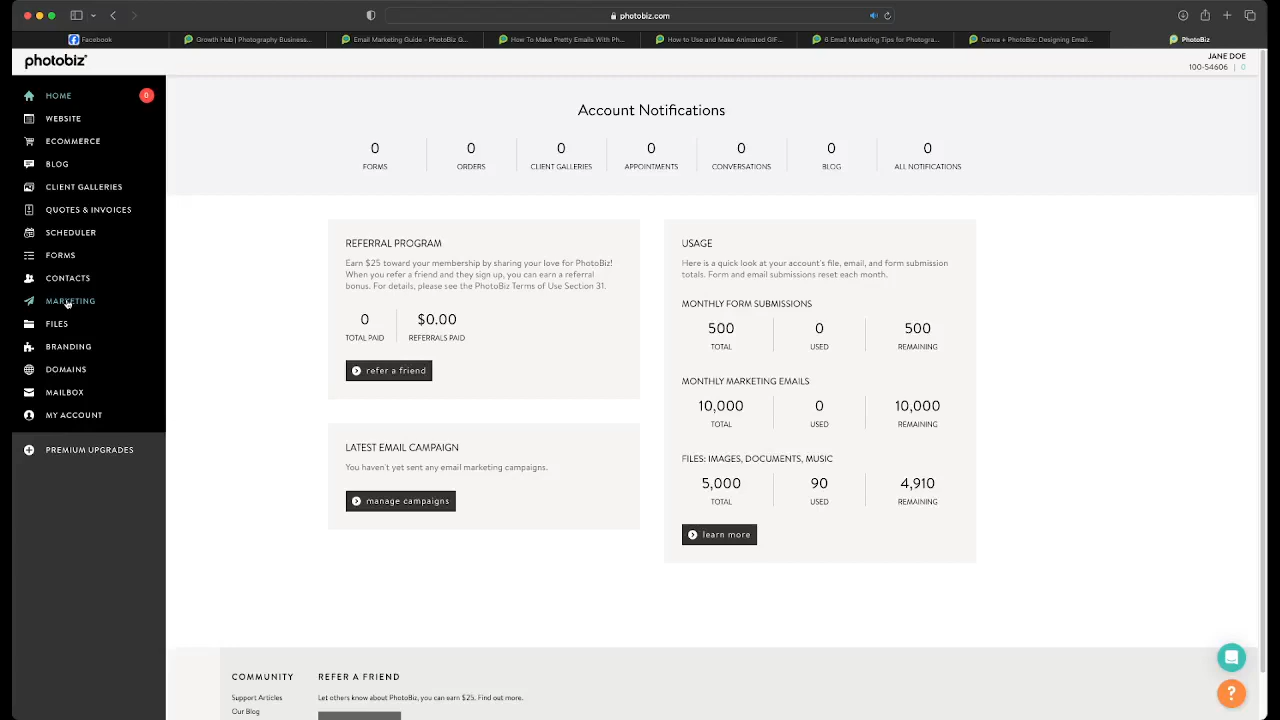 photobiz.com
Facebook
Growth Hub | Photography Business...
Email Marketing Guide – PhotoBiz G...
How To Make Pretty Emails With Ph...
How to Use and Make Animated GIF...
6 Email Marketing Tips for Photogra...
Canva + PhotoBiz: Designing Email...
PhotoBiz
photobiz
JANE DOE
100-54606 | 0
HOME
0
WEBSITE
ECOMMERCE
BLOG
CLIENT GALLERIES
QUOTES & INVOICES
SCHEDULER
FORMS
CONTACTS
MARKETING
FILES
BRANDING
DOMAINS
MAILBOX
MY ACCOUNT
PREMIUM UPGRADES
Account Notifications
0 0 0 0 0 0 0
FORMS ORDERS CLIENT GALLERIES APPOINTMENTS CONVERSATIONS BLOG ALL NOTIFICATIONS
REFERRAL PROGRAM
Earn $25 toward your membership by sharing your love for PhotoBiz!
When you refer a friend and they sign up, you can earn a referral
bonus. For details, please see the PhotoBiz Terms of Use Section 31.
0 $0.00
TOTAL PAID REFERRALS PAID
refer a friend
LATEST EMAIL CAMPAIGN
You haven't yet sent any email marketing campaigns.
manage campaigns
USAGE
Here is a quick look at your account's file, email, and form submission
totals. Form and email submissions reset each month.
MONTHLY FORM SUBMISSIONS
500 0 500
TOTAL USED REMAINING
MONTHLY MARKETING EMAILS
10,000 0 10,000
TOTAL USED REMAINING
FILES: IMAGES, DOCUMENTS, MUSIC
5,000 90 4,910
TOTAL USED REMAINING
learn more
COMMUNITY
Support Articles
Our Blog
REFER A FRIEND
Let others know about PhotoBiz, you can earn $25. Find out more.
?